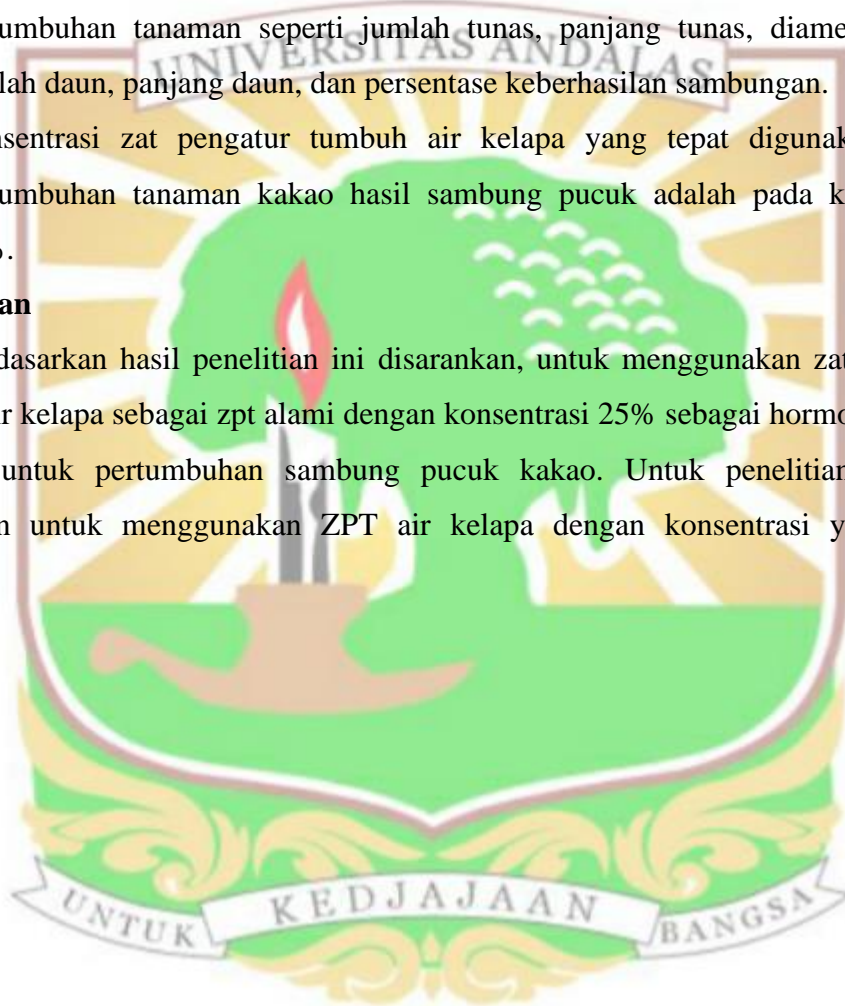 umbuhan tanaman seperti jumlah tunas, panjang tunas, diame
UNIVERSITAS ANDALAS
lah daun, panjang daun, dan persentase keberhasilan sambungan.
nsentrasi zat pengatur tumbuh air kelapa yang tepat digunak
umbuhan tanaman kakao hasil sambung pucuk adalah pada k
an
dasarkan hasil penelitian ini disarankan, untuk menggunakan zat
ir kelapa sebagai zpt alami dengan konsentrasi 25% sebagai hormo
untuk pertumbuhan sambung pucuk kakao. Untuk penelitian
n untuk menggunakan ZPT air kelapa dengan konsentrasi y
UNTUK KEDJAJAAN BANGSA